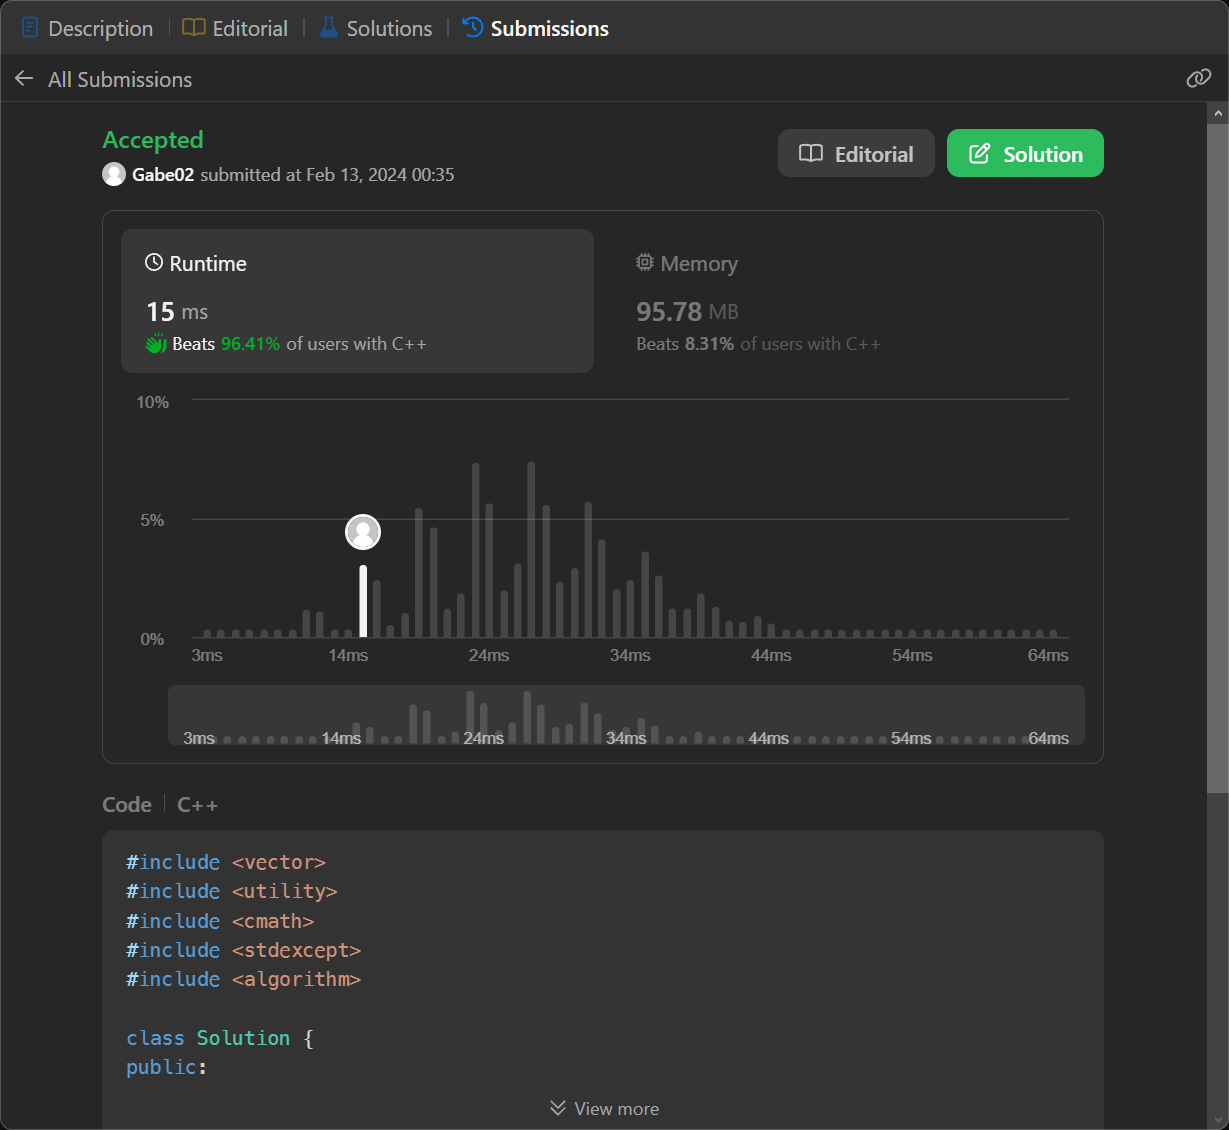 Description Editorial Solutions Submissions
All Submissions
Accepted
Gabe02 submitted at Feb 13, 2024 00:35
Editorial
Solution
Runtime
15 ms
Beats 96.41% of users with C++
Memory
95.78 MB
Beats 8.31% of users with C++
10%
5%
0%
3ms 14ms 24ms 34ms 44ms 54ms 64ms
3ms 14ms 24ms 34ms 44ms 54ms 64ms
Code C++
#include <vector>
#include <utility>
#include <cmath>
#include <stdexcept>
#include <algorithm>
class Solution {
public:
View more